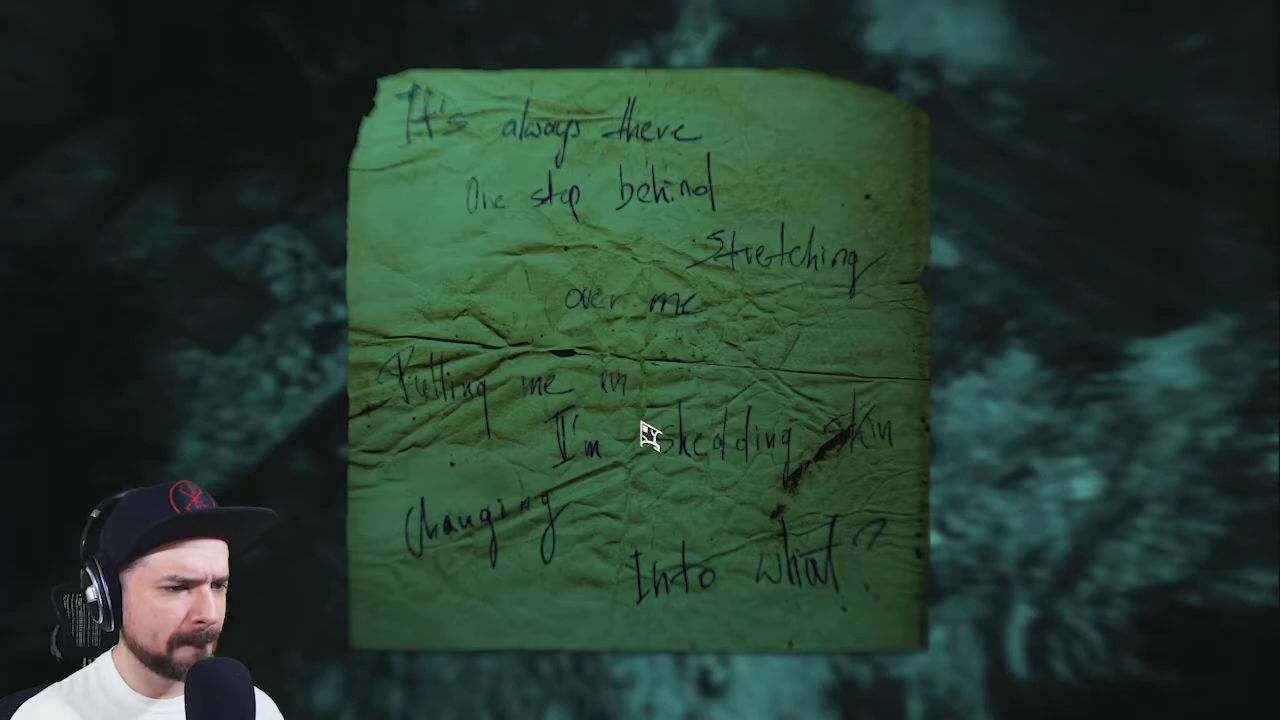 It's always there
One step behind
Stretching
over me
Pulling me in
I'm shedding skin
Changing
Into what?